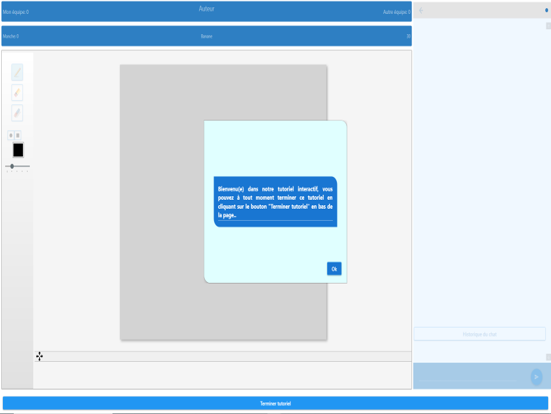 Mon équipe: 0
Auteur
Autre équipe: 0
Manche 0
Bienvenu(e) dans notre tutoriel interactif, vous
pouvez à tout moment terminer ce tutoriel en
cliquant sur le bouton "Terminer tutoriel" en bas de
la page..
Ok
Terminer tutoriel